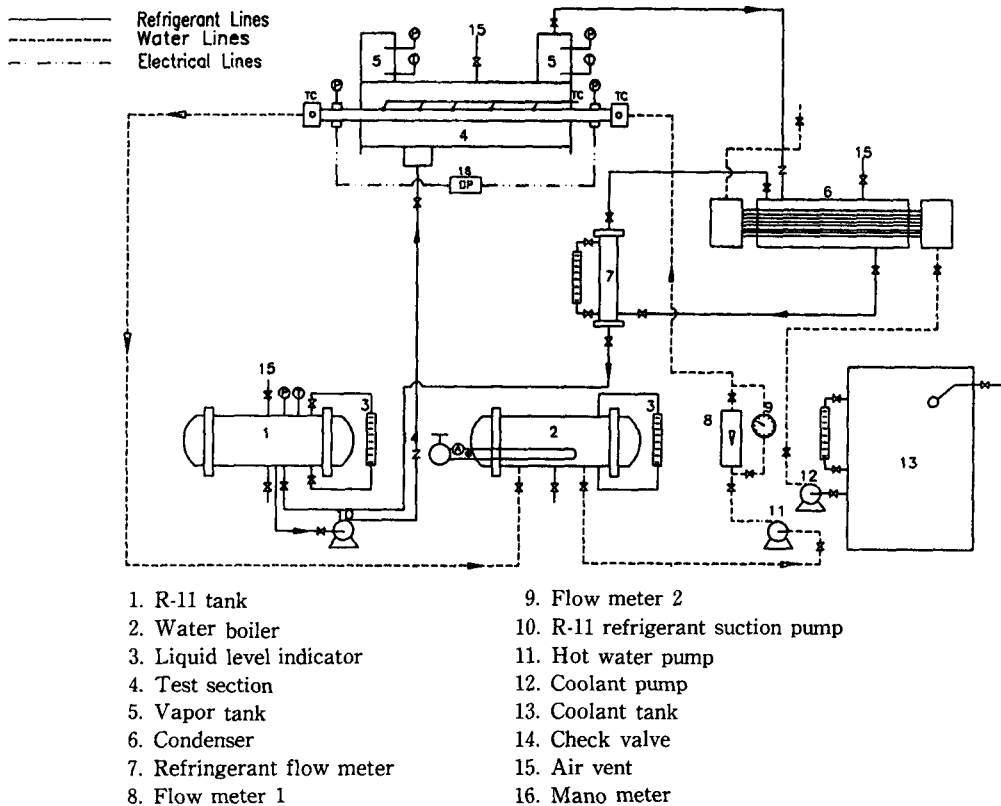 Refrigerant Lines
Water Lines
Electrical Lines
P
15
P
5
T
5
T
P
TC
TC
P
TC
4
18
DP
15
6
7
15
P
T
1
3
A
2
3
8
12
13
10
11
1. R-11 tank
2. Water boiler
3. Liquid level indicator
4. Test section
5. Vapor tank
6. Condenser
7. Refringerant flow meter
8. Flow meter 1
9. Flow meter 2
10. R-11 refrigerant suction pump
11. Hot water pump
12. Coolant pump
13. Coolant tank
14. Check valve
15. Air vent
16. Mano meter